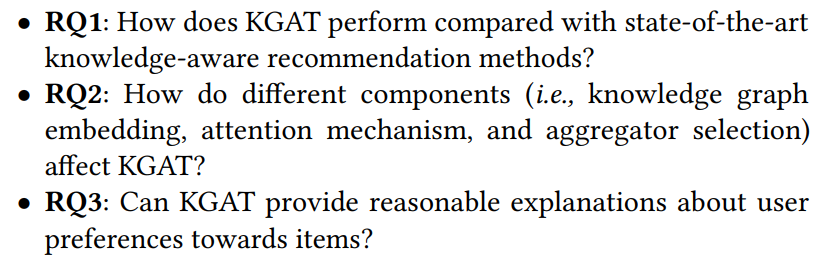 • RQ1: How does KGAT perform compared with state-of-the-art
knowledge-aware recommendation methods?
• RQ2: How do different components (i.e., knowledge graph
embedding, attention mechanism, and aggregator selection)
affect KGAT?
• RQ3: Can KGAT provide reasonable explanations about user
preferences towards items?